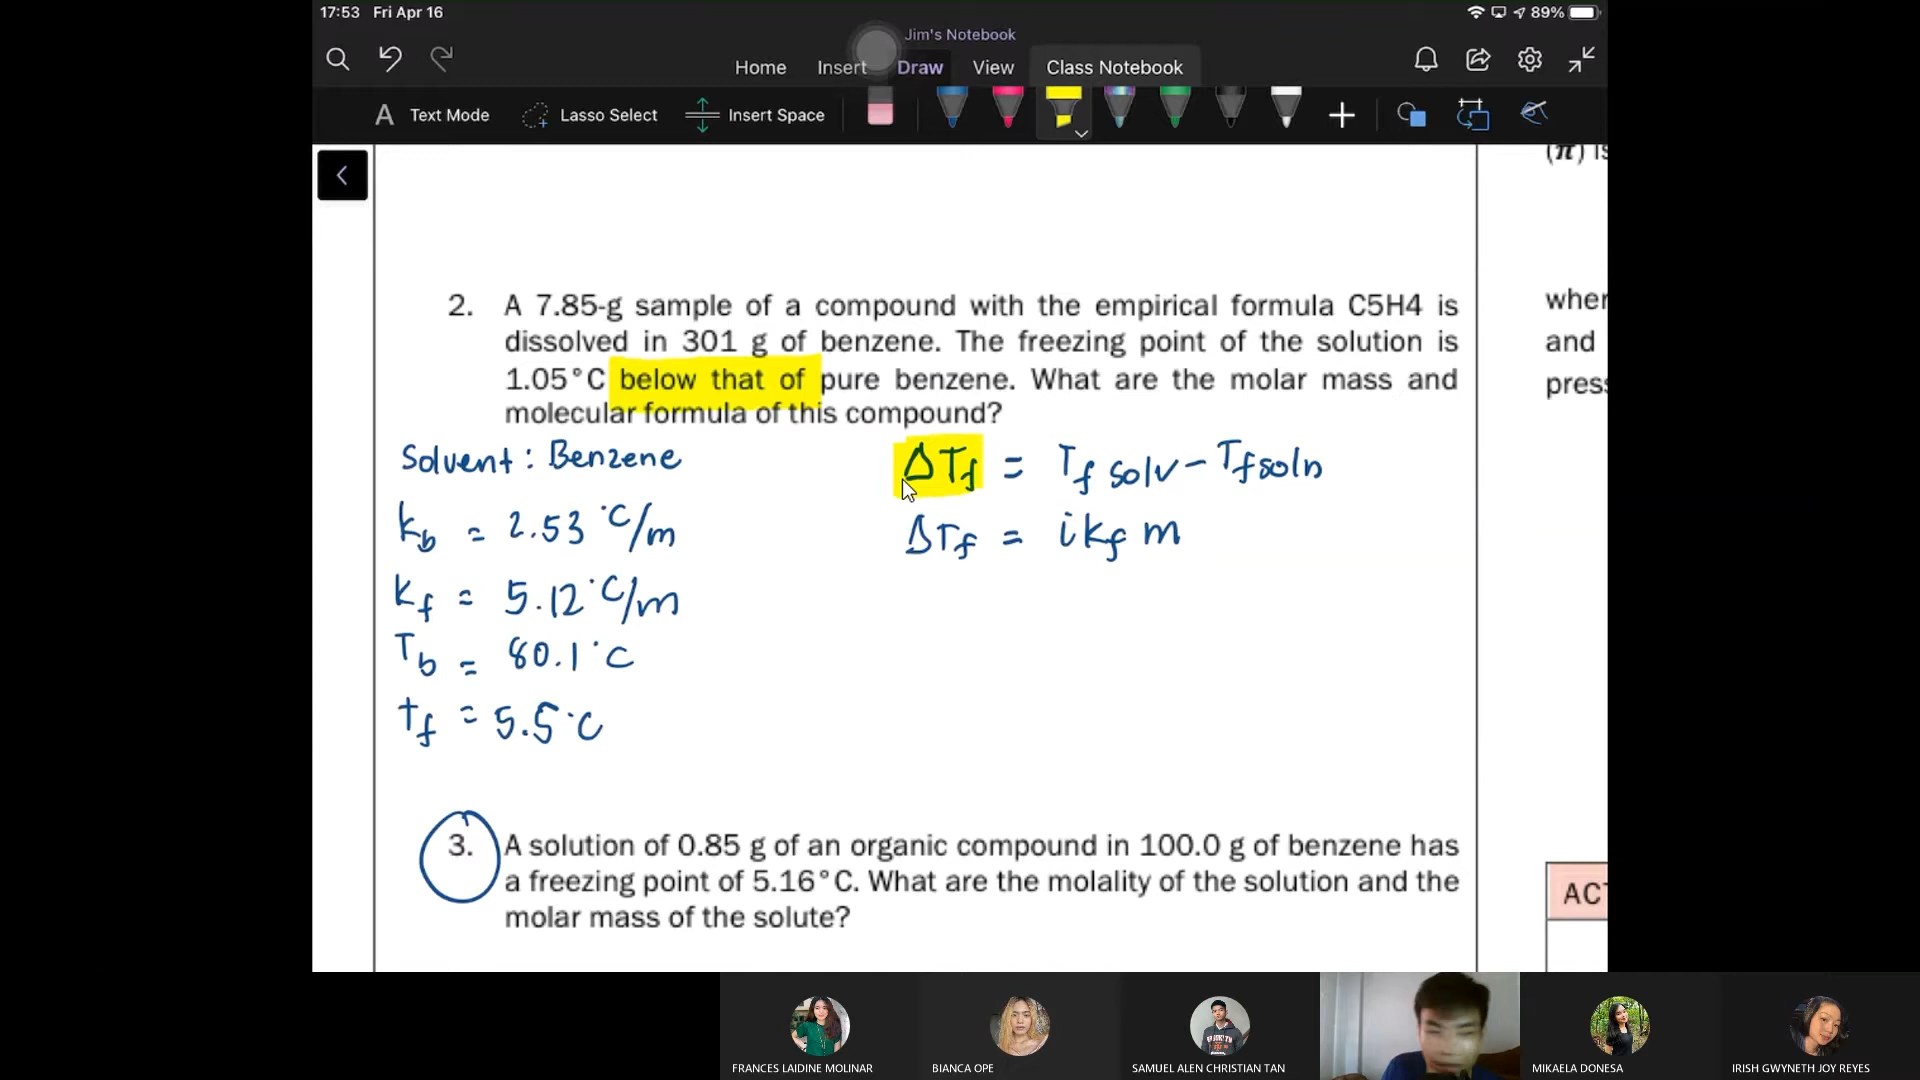 17:53 Fri Apr 16
89%
Jim's Notebook
Home Insert Draw View Class Notebook
Text Mode Lasso Select Insert Space
(π) is
2. A 7.85-g sample of a compound with the empirical formula C5H4 is
dissolved in 301 g of benzene. The freezing point of the solution is
1.05°C below that of pure benzene. What are the molar mass and
molecular formula of this compound?
wher
and
press
Solvent: Benzene
kb = 2.53 °C/m
kf = 5.12 °C/m
Tb = 80.1 °C
tf = 5.5 °C
ΔTf = Tf solv - Tf soln
ΔTf = i kf m
3. A solution of 0.85 g of an organic compound in 100.0 g of benzene has
a freezing point of 5.16°C. What are the molality of the solution and the
molar mass of the solute?
ACT
FRANCES LAIDINE MOLINAR
BIANCA OPE
SAMUEL ALEN CHRISTIAN TAN
MIKAELA DONESA
IRISH GWYNETH JOY REYES